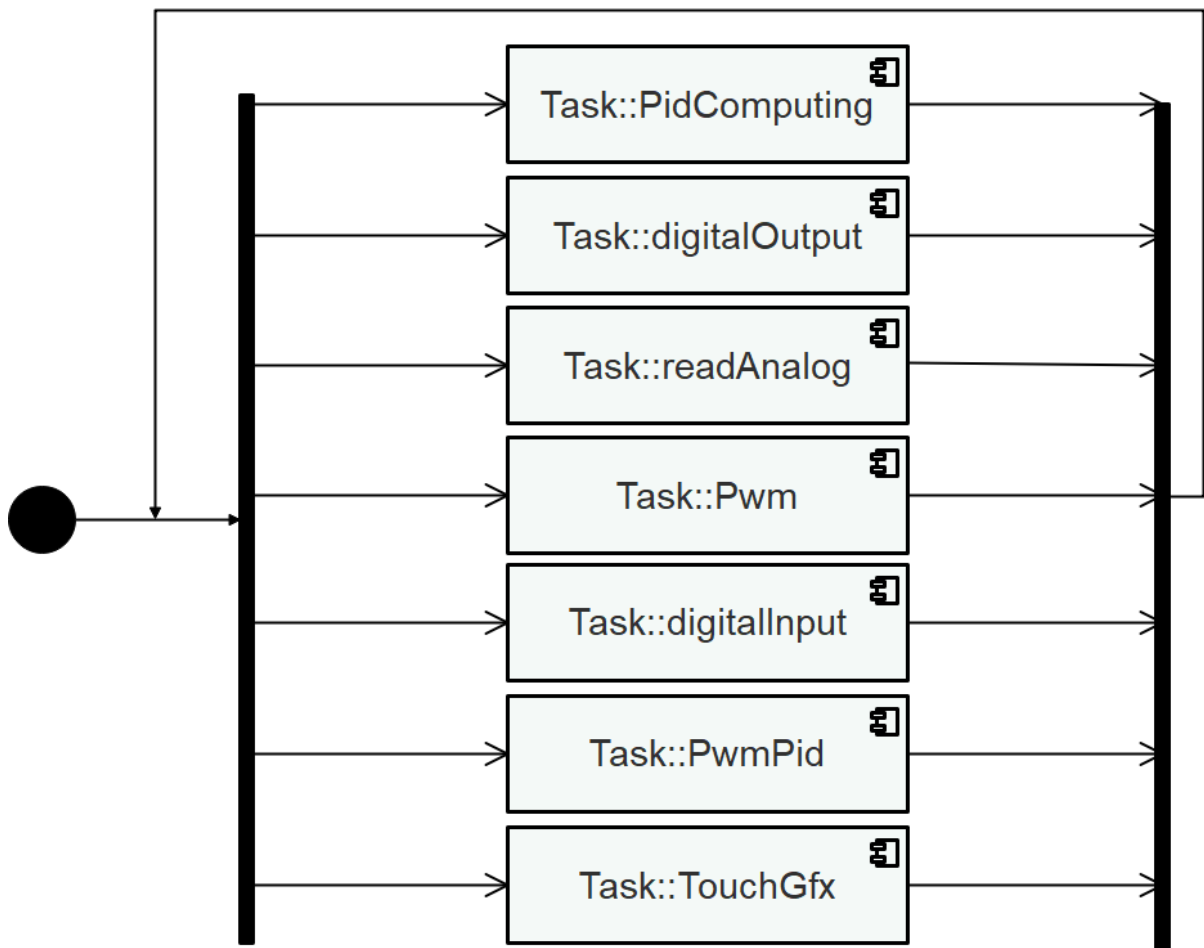 Task::PidComputing
Task::digitalOutput
Task::readAnalog
Task::Pwm
Task::digitalInput
Task::PwmPid
Task::TouchGfx